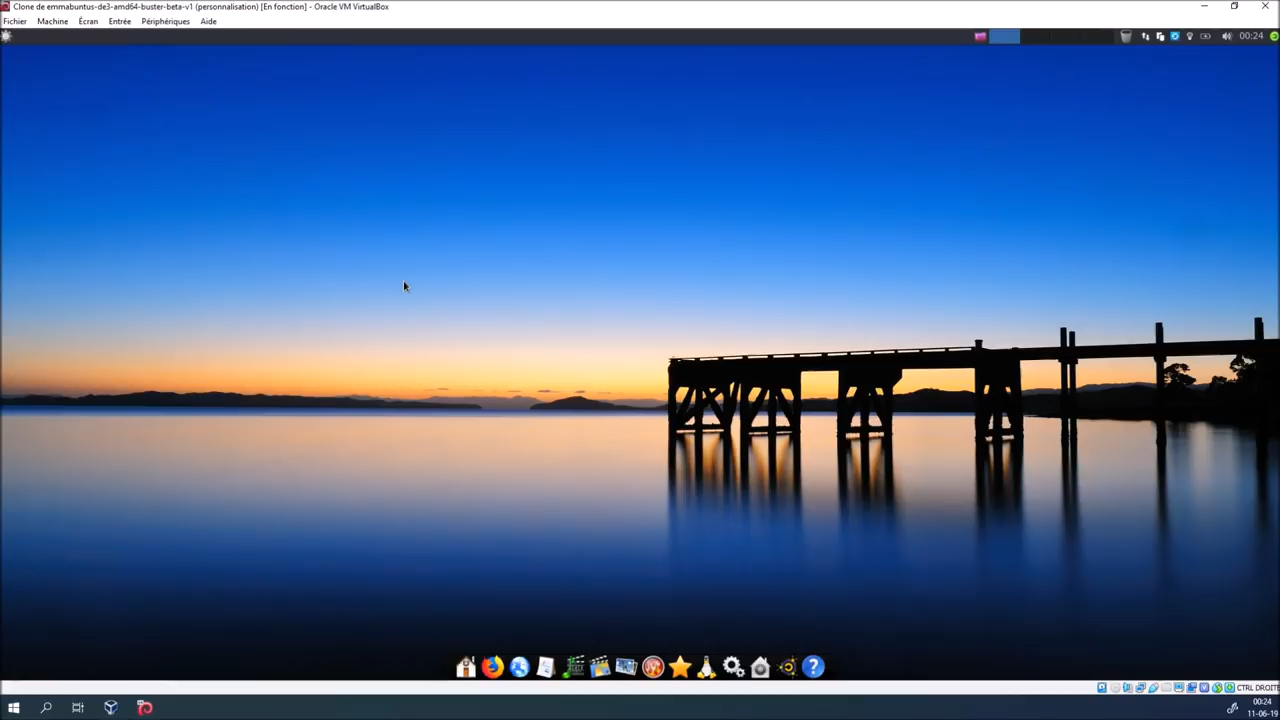 Clone de emmabuntus-de3-amd64-buster-beta-v1 (personnalisation) [En fonction] - Oracle VM VirtualBox
Fichier Machine Écran Entrée Périphériques Aide
00:24
CTRL DROITE
00:24
11-06-19